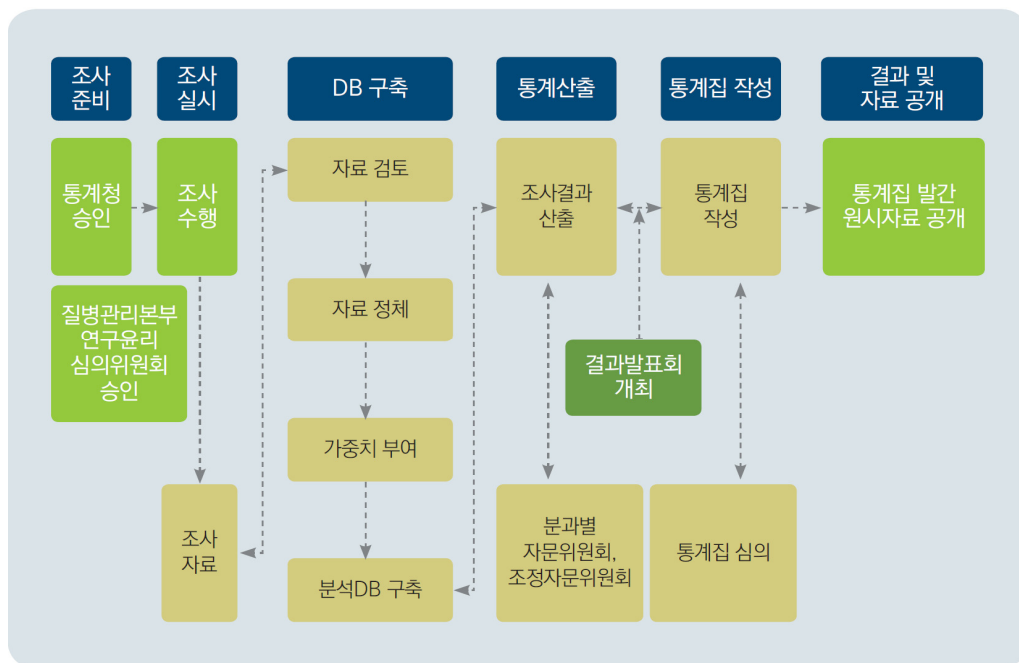 조사
준비
조사
실시
DB 구축
통계산출
통계집 작성
결과 및
자료 공개
통계청
승인
조사
수행
자료 검토
조사결과
산출
통계집
작성
통계집 발간
원시자료 공개
질병관리본부
연구윤리
심의위원회
승인
자료 정체
결과발표회
개최
가중치 부여
조사
자료
분석DB 구축
분과별
자문위원회,
조정자문위원회
통계집 심의